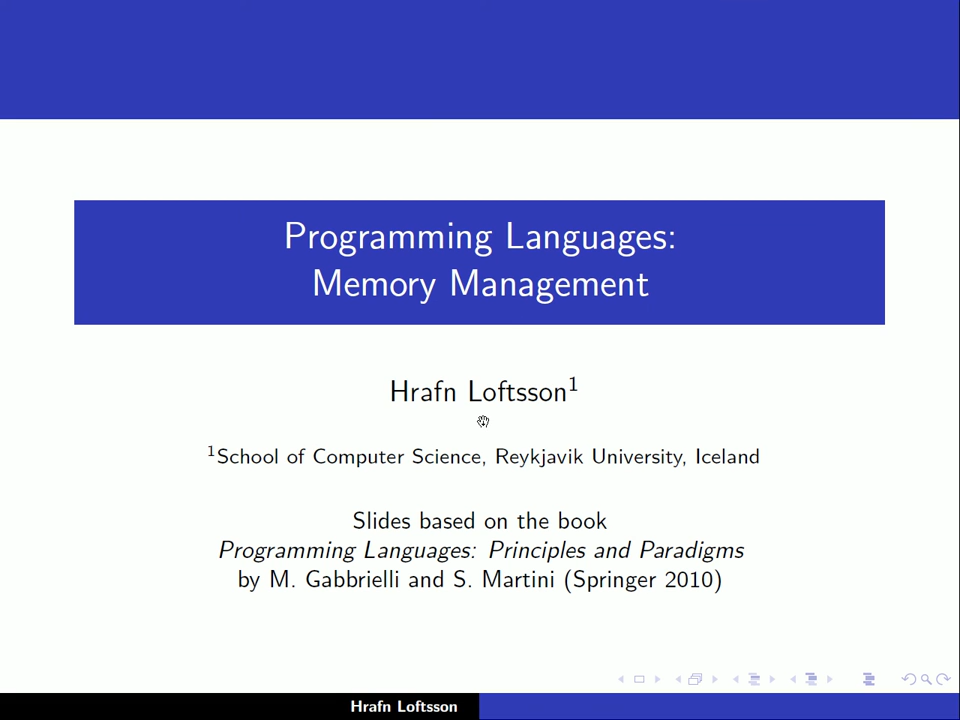 Programming Languages:
Memory Management
Hrafn Loftsson¹
¹School of Computer Science, Reykjavik University, Iceland
Slides based on the book
Programming Languages: Principles and Paradigms
by M. Gabbrielli and S. Martini (Springer 2010)
Hrafn Loftsson